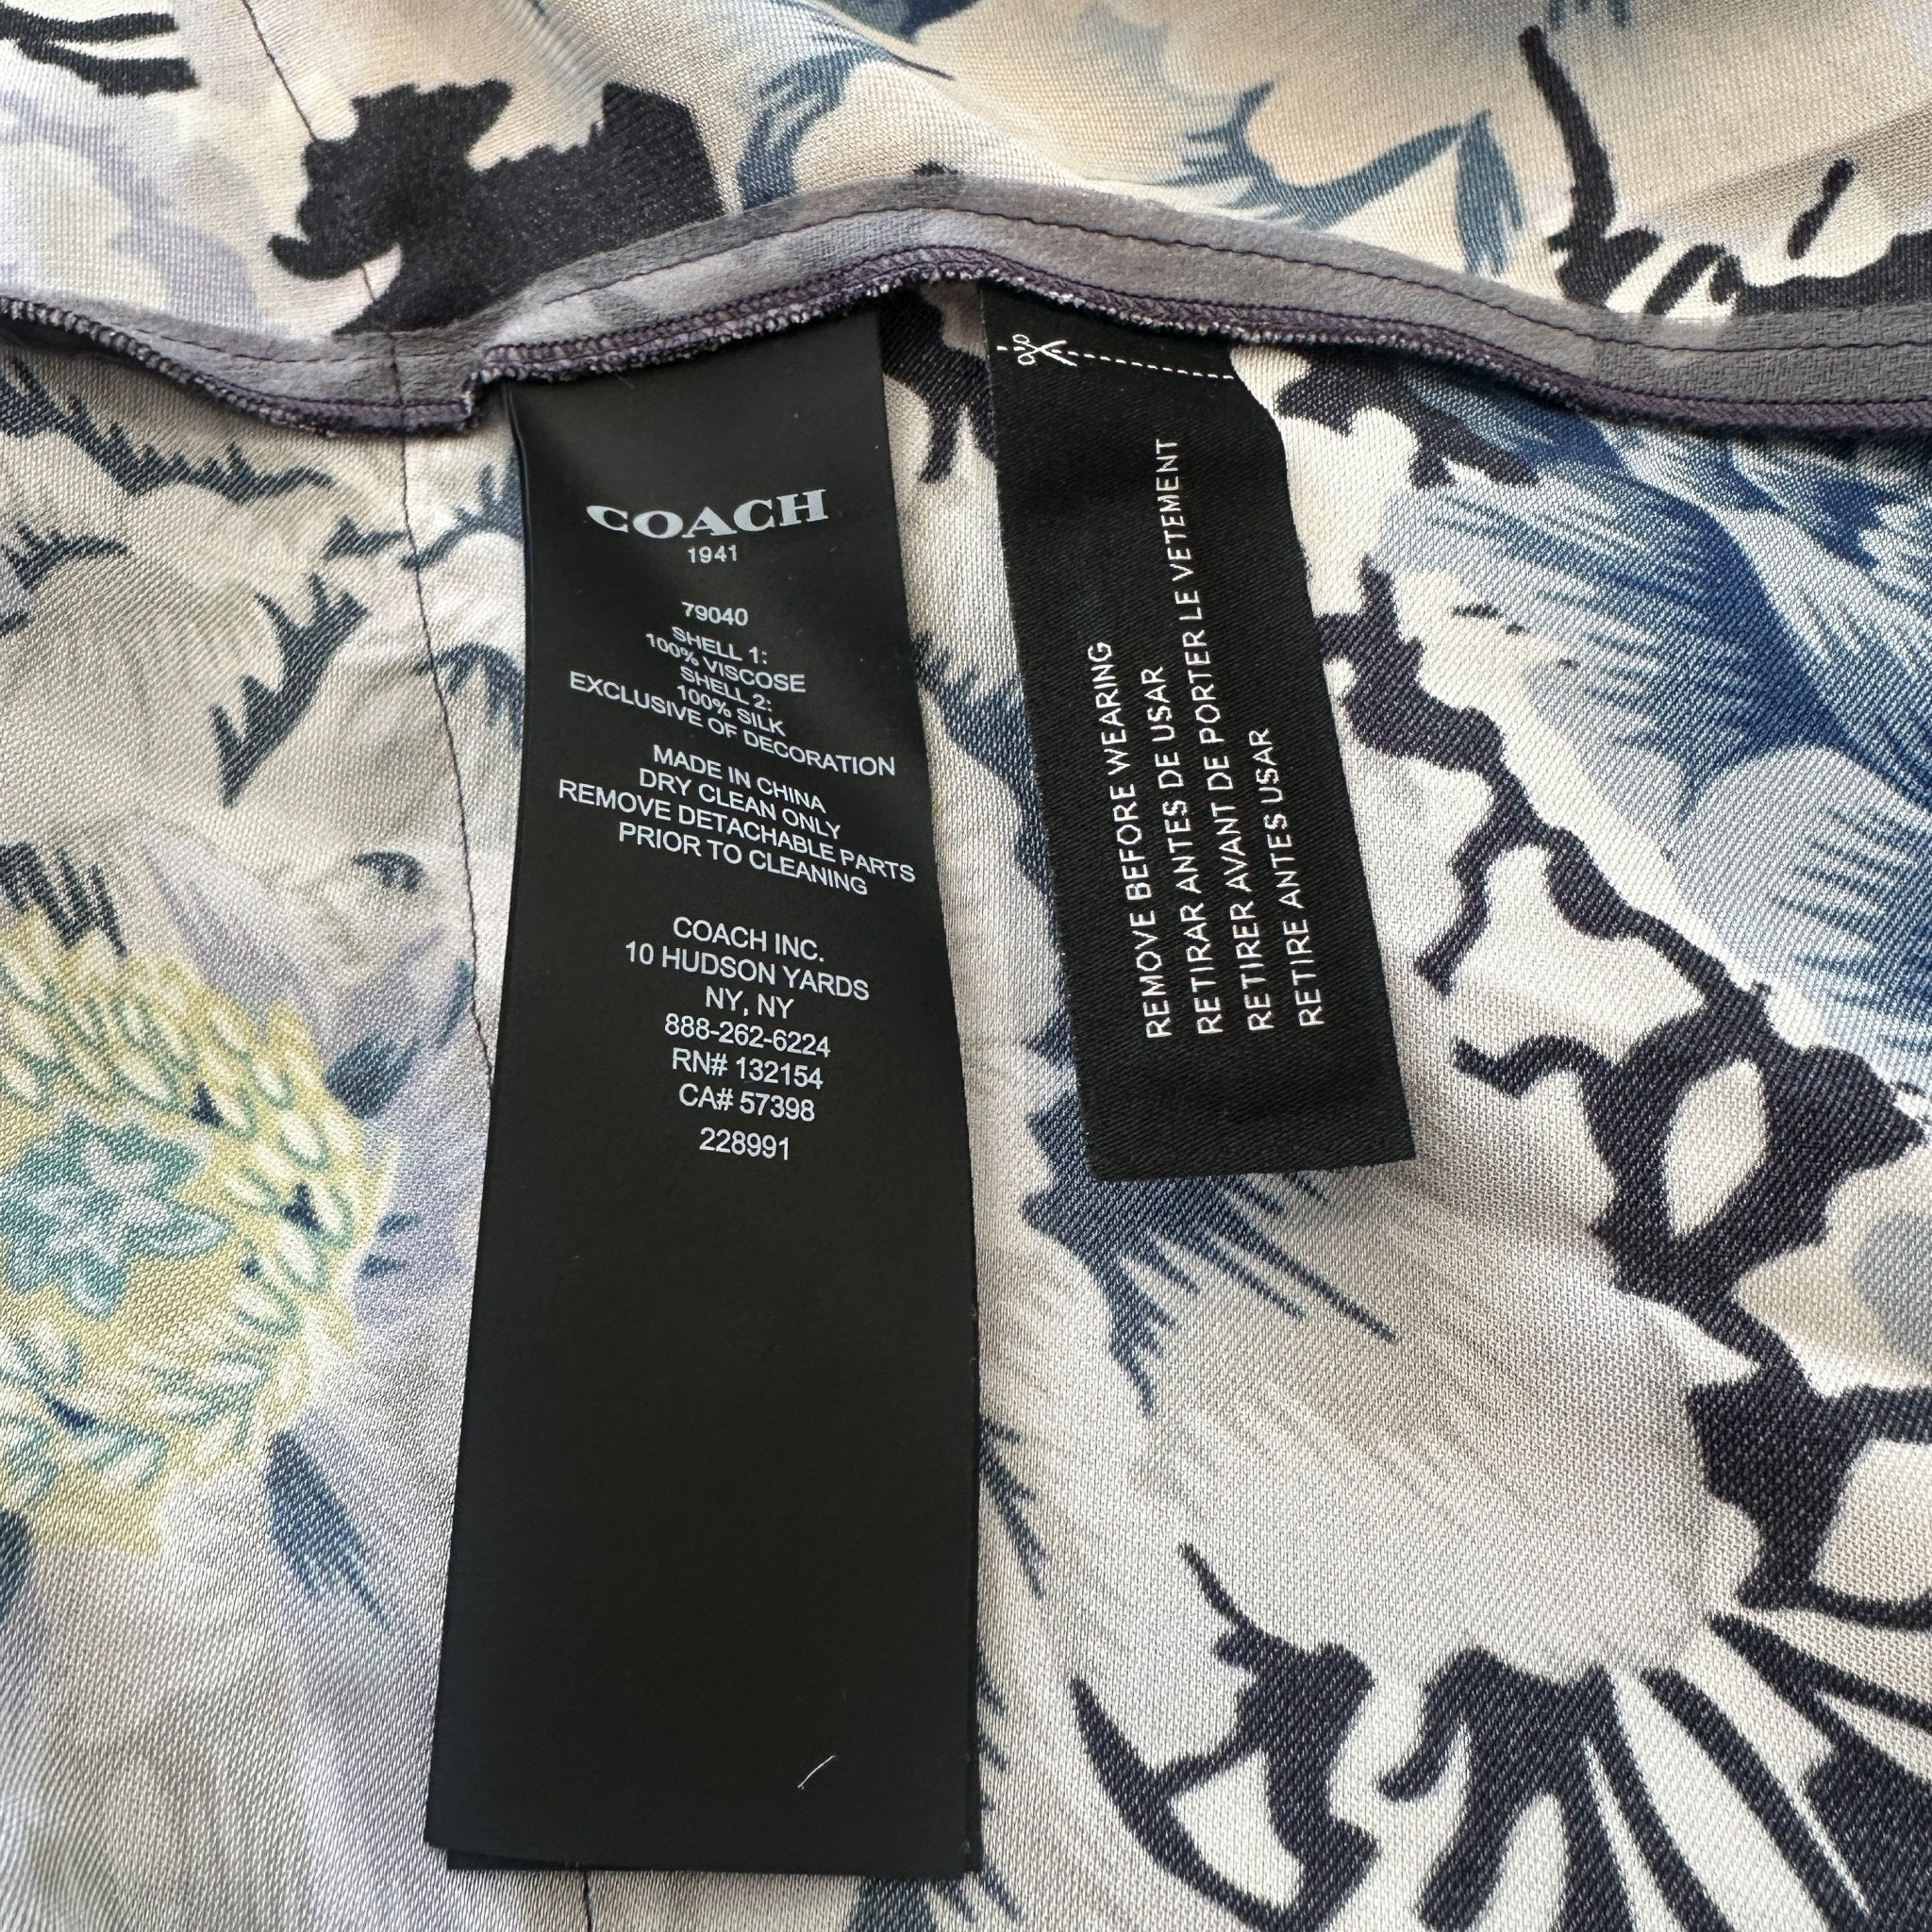 COACH
1941
79040
SHELL 1:
100% VISCOSE
SHELL 2:
100% SILK
EXCLUSIVE OF DECORATION
MADE IN CHINA
DRY CLEAN ONLY
REMOVE DETACHABLE PARTS
PRIOR TO CLEANING
COACH INC.
10 HUDSON YARDS
NY, NY
888-262-6224
RN# 132154
CA# 57398
228991
REMOVE BEFORE WEARING
RETIRAR ANTES DE USAR
RETIRER AVANT DE PORTER LE VETEMENT
RETIRE ANTES USAR